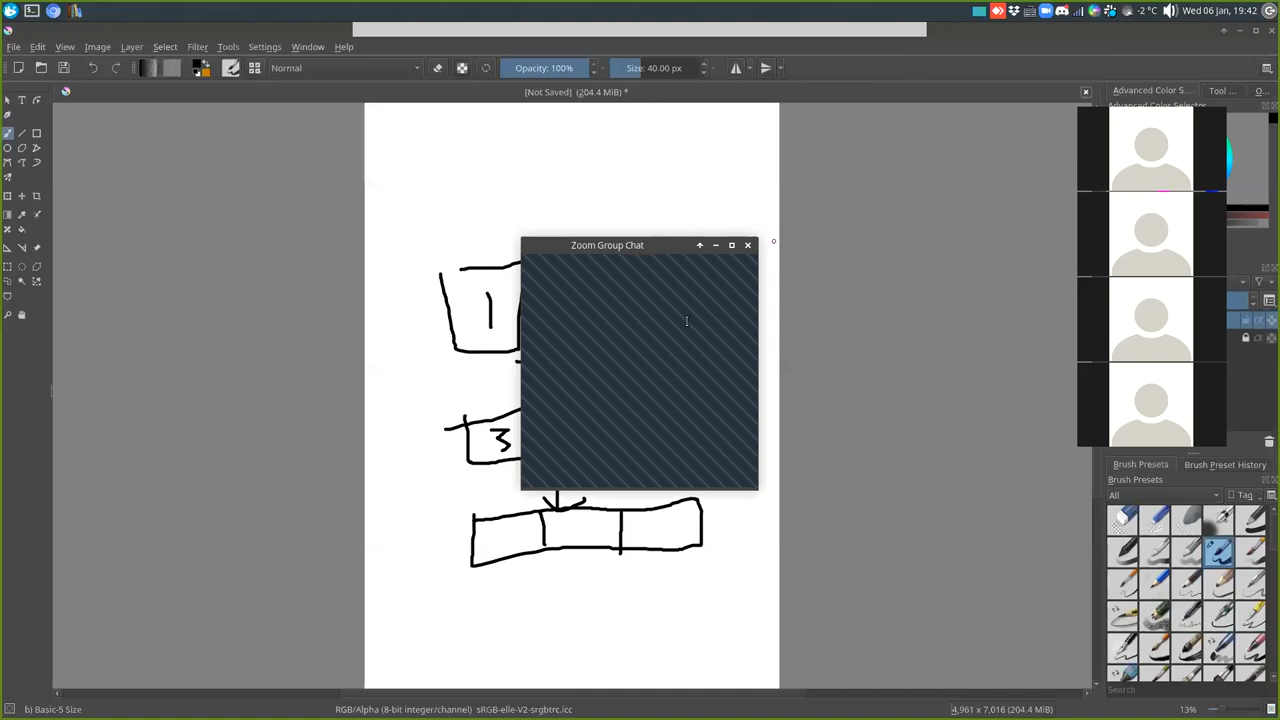 -2 °C
Wed 06 Jan, 19:42
File Edit View Image Layer Select Filter Tools Settings Window Help
Normal
Opacity: 100%
Size: 40.00 px
[Not Saved] (204.4 MiB) *
Advanced Color S...
Tool ...
O...
Advanced Color Selector
Zoom Group Chat
1
3
Brush Presets
Brush Preset History
Brush Presets
All
Tag
Search
b) Basic-5 Size
RGB/Alpha (8-bit integer/channel) sRGB-elle-V2-srgbtrc.icc
4,961 x 7,016 (204.4 MiB)
13%